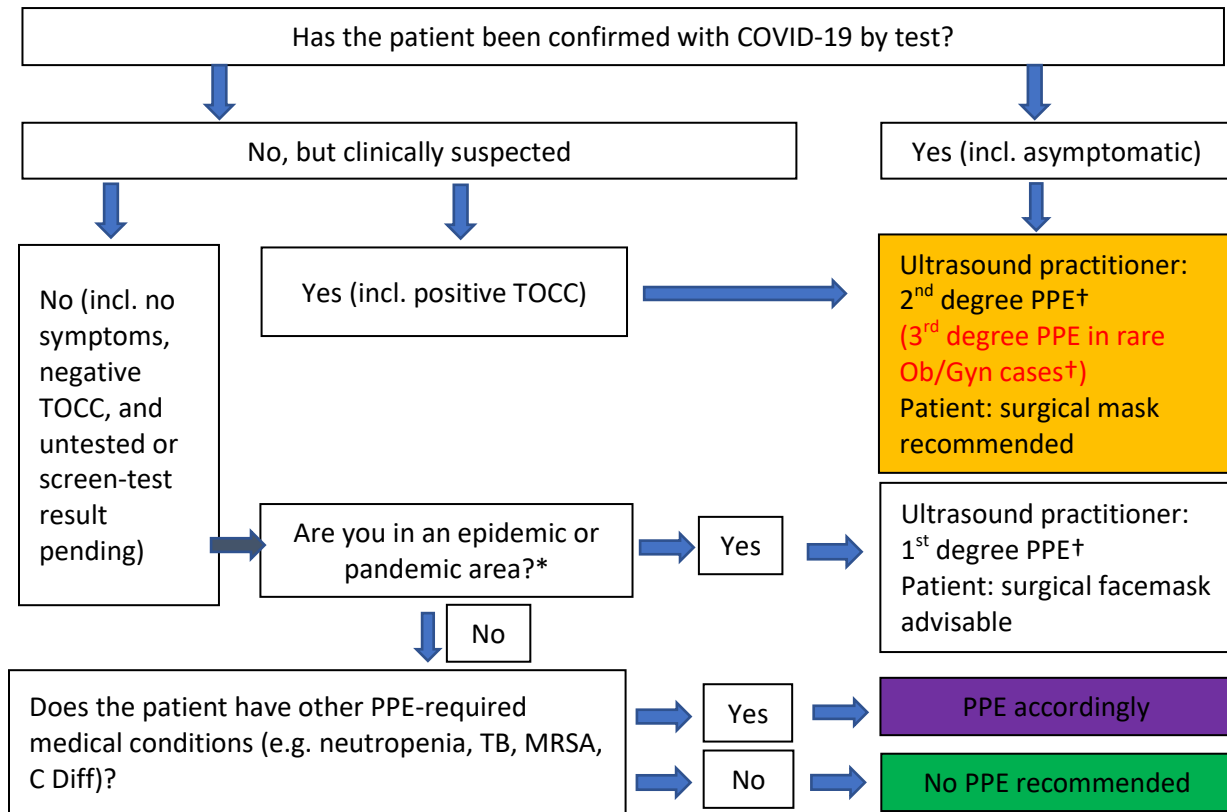 Has the patient been confirmed with COVID-19 by test?
No, but clinically suspected
Yes (incl. asymptomatic)
No (incl. no
symptoms,
negative
TOCC, and
untested or
screen-test
result
pending)
Yes (incl. positive TOCC)
Ultrasound practitioner:
2nd degree PPE†
(3rd degree PPE in rare
Ob/Gyn cases†)
Patient: surgical mask
recommended
Are you in an epidemic or
pandemic area?*
Yes
Ultrasound practitioner:
1st degree PPE†
Patient: surgical facemask
advisable
No
Does the patient have other PPE-required
medical conditions (e.g. neutropenia, TB, MRSA,
C Diff)?
Yes
PPE accordingly
No
No PPE recommended